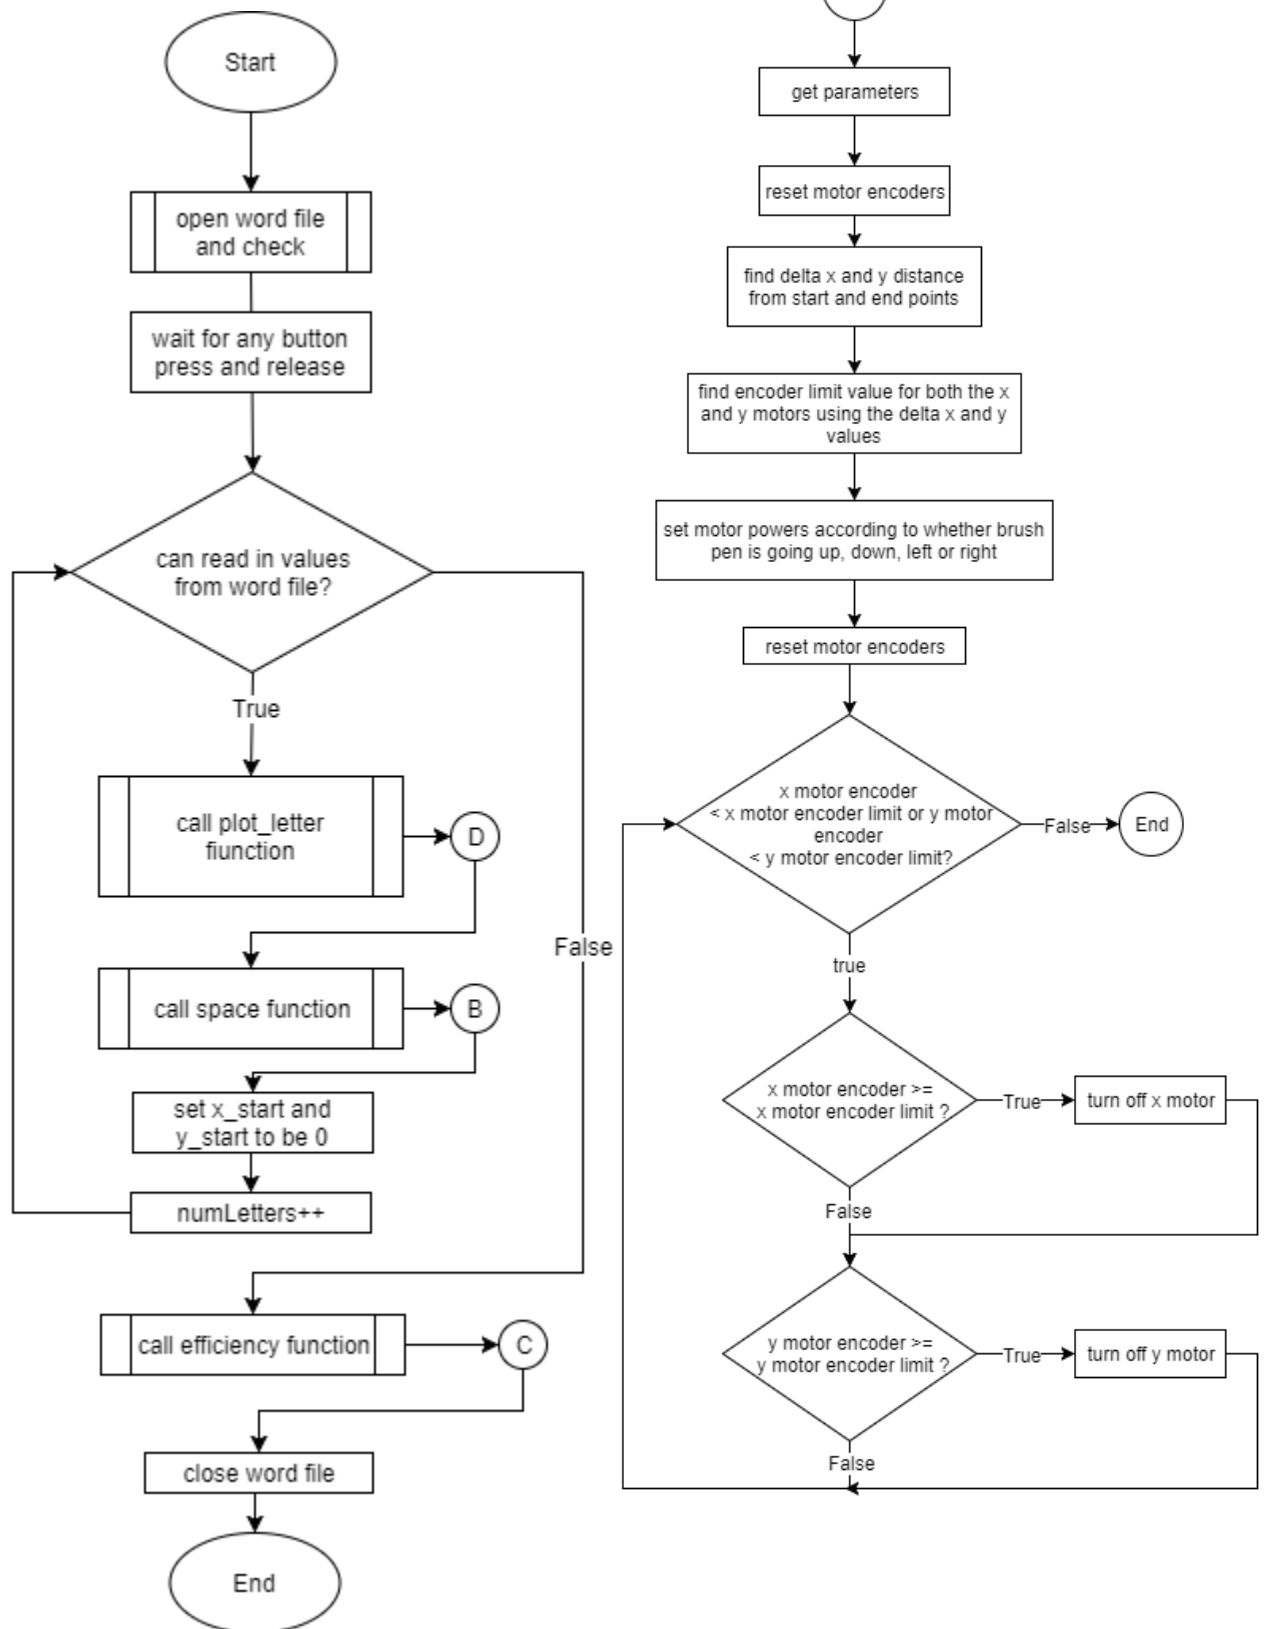 Start
open word file
and check
wait for any button
press and release
can read in values
from word file?
True
call plot_letter
fiunction
D
False
call space function
B
set x_start and
y_start to be 0
numLetters++
call efficiency function
C
close word file
End
get parameters
reset motor encoders
find delta x and y distance
from start and end points
find encoder limit value for both the x
and y motors using the delta x and y
values
set motor powers according to whether brush
pen is going up, down, left or right
reset motor encoders
x motor encoder
< x motor encoder limit or y motor
encoder
< y motor encoder limit?
False
End
true
x motor encoder >=
x motor encoder limit ?
True
turn off x motor
False
y motor encoder >=
y motor encoder limit ?
True
turn off y motor
False